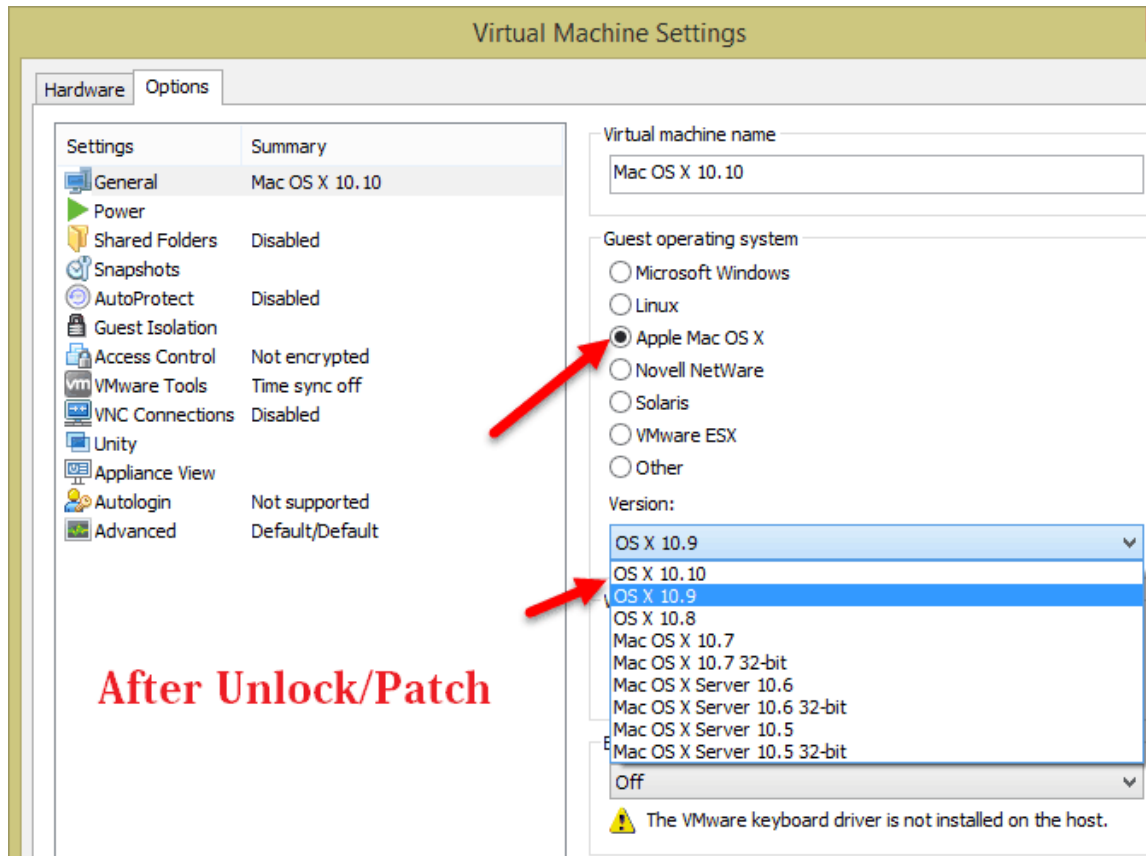 Virtual Machine Settings
Hardware
Options
Settings Summary
General Mac OS X 10.10
Power
Shared Folders Disabled
Snapshots
AutoProtect Disabled
Guest Isolation
Access Control Not encrypted
vm VMware Tools Time sync off
VNC Connections Disabled
Unity
Appliance View
Autologin Not supported
Advanced Default/Default
After Unlock/Patch
Virtual machine name
Mac OS X 10.10
Guest operating system
Microsoft Windows
Linux
Apple Mac OS X
Novell NetWare
Solaris
VMware ESX
Other
Version:
OS X 10.9
OS X 10.10
OS X 10.9
OS X 10.8
Mac OS X 10.7
Mac OS X 10.7 32-bit
Mac OS X Server 10.6
Mac OS X Server 10.6 32-bit
Mac OS X Server 10.5
Mac OS X Server 10.5 32-bit
Off
The VMware keyboard driver is not installed on the host.